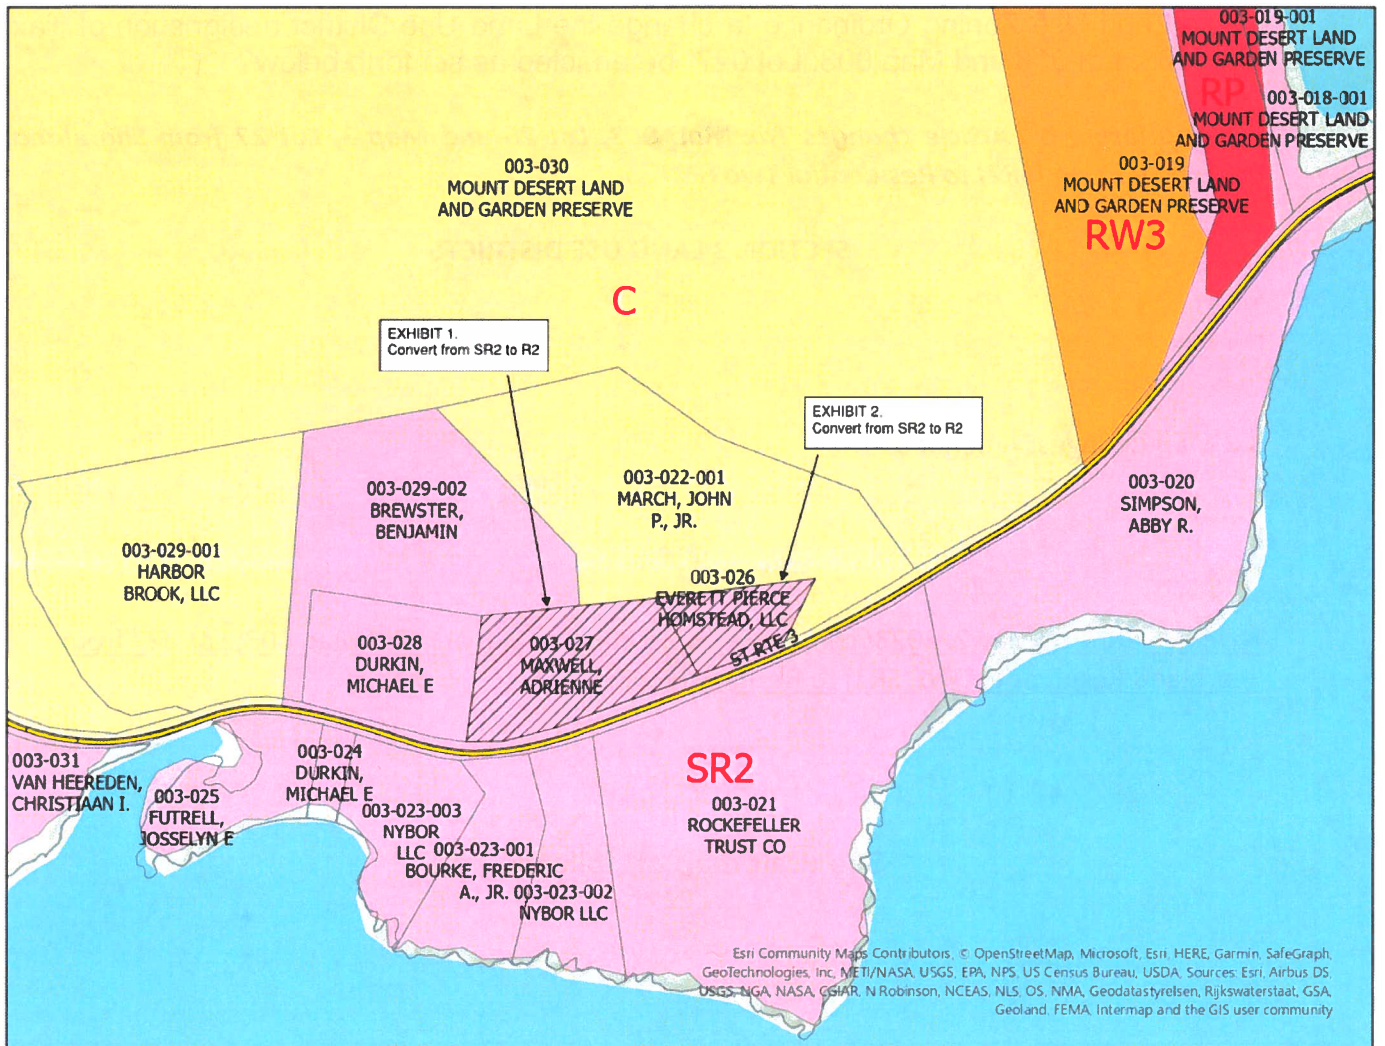 003-019-001
MOUNT DESERT LAND
AND GARDEN PRESERVE
RP
003-018-001
MOUNT DESERT LAND
AND GARDEN PRESERVE
003-030
MOUNT DESERT LAND
AND GARDEN PRESERVE
003-019
MOUNT DESERT LAND
AND GARDEN PRESERVE
RW3
C
EXHIBIT 1.
Convert from SR2 to R2
EXHIBIT 2.
Convert from SR2 to R2
003-029-002
BREWSTER,
BENJAMIN
003-022-001
MARCH, JOHN
P., JR.
003-020
SIMPSON,
ABBY R.
003-029-001
HARBOR
BROOK, LLC
003-026
EVERETT PIERCE
HOMSTEAD, LLC
003-028
DURKIN,
MICHAEL E
003-027
MAXWELL,
ADRIENNE
ST RTE 3
003-031
VAN HEEREDEN,
CHRISTIAAN I.
003-025
FUTRELL,
JOSSELYN E
003-024
DURKIN,
MICHAEL E
003-023-003
NYBOR
LLC
003-023-001
BOURKE, FREDERIC
A., JR.
003-023-002
NYBOR LLC
SR2
003-021
ROCKEFELLER
TRUST CO
Esri Community Maps Contributors, © OpenStreetMap, Microsoft, Esri, HERE, Garmin, SafeGraph,
GeoTechnologies, Inc, METI/NASA, USGS, EPA, NPS, US Census Bureau, USDA, Sources: Esri, Airbus DS,
USGS, NGA, NASA, CGIAR, N Robinson, NCEAS, NLS, OS, NMA, Geodatastyrelsen, Rijkswaterstaat, GSA,
Geoland, FEMA, Intermap and the GIS user community